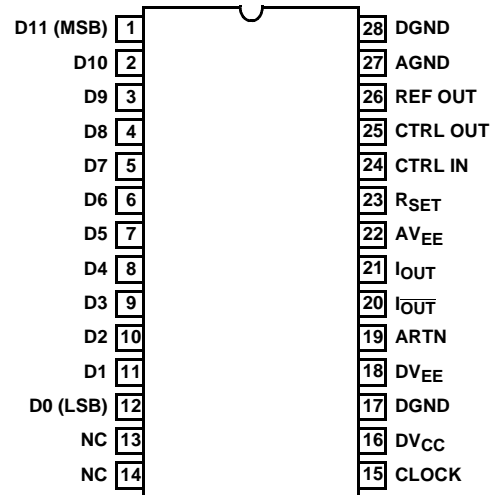 D11 (MSB) 1 28 DGND
D10 2 27 AGND
D9 3 26 REF OUT
D8 4 25 CTRL OUT
D7 5 24 CTRL IN
D6 6 23 RSET
D5 7 22 AVEE
D4 8 21 IOUT
D3 9 20 I̅O̅U̅T̅
D2 10 19 ARTN
D1 11 18 DVEE
D0 (LSB) 12 17 DGND
NC 13 16 DVCC
NC 14 15 CLOCK